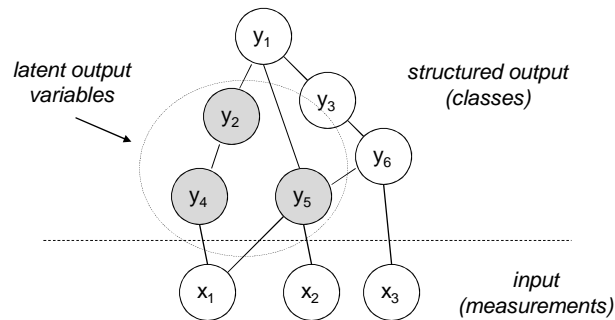 y1
latent output
variables
structured output
(classes)
y3
y2
y6
y4
y5
x1
x2
x3
input
(measurements)